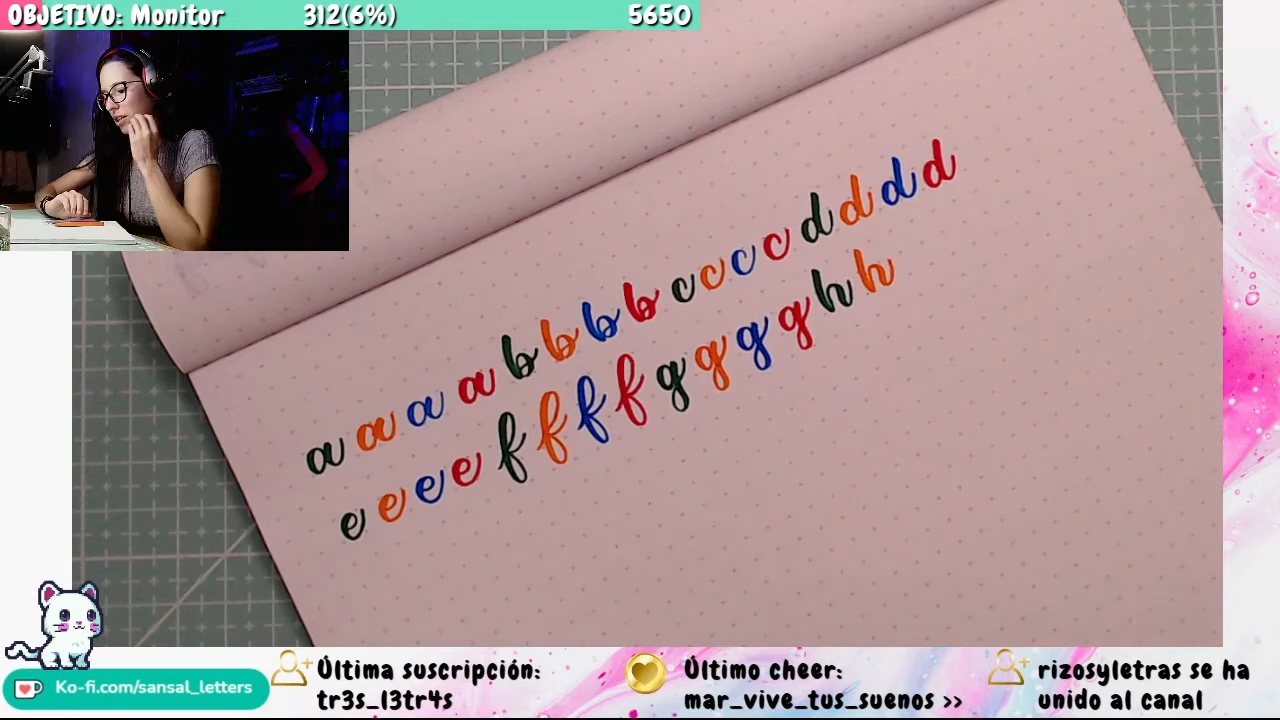 OBJETIVO: Monitor 312(6%) 5650
a a a a b b b b c c c c d d d d
e e e e f f f f g g g g h h
Ko-fi.com/sansal_letters
Última suscripción:
tr3s_l3tr4s
Último cheer:
mar_vive_tus_suenos >>
rizosyletras se ha
unido al canal